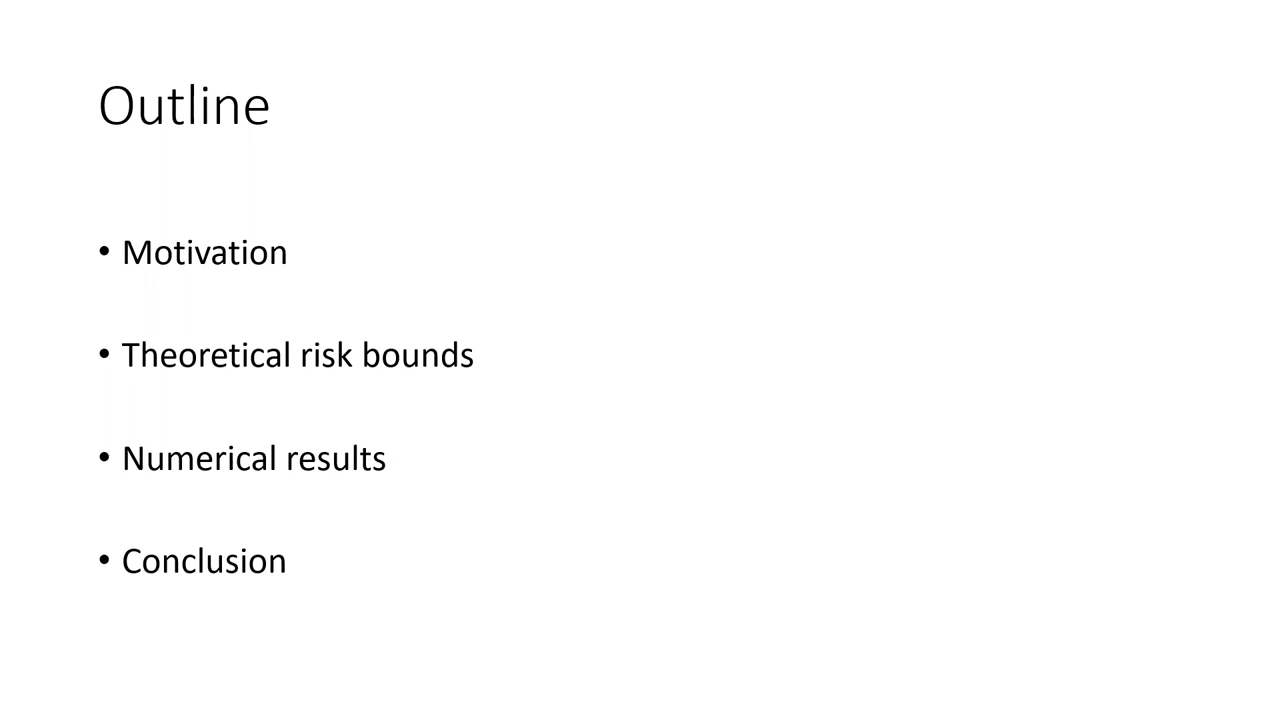 Outline
• Motivation
• Theoretical risk bounds
• Numerical results
• Conclusion